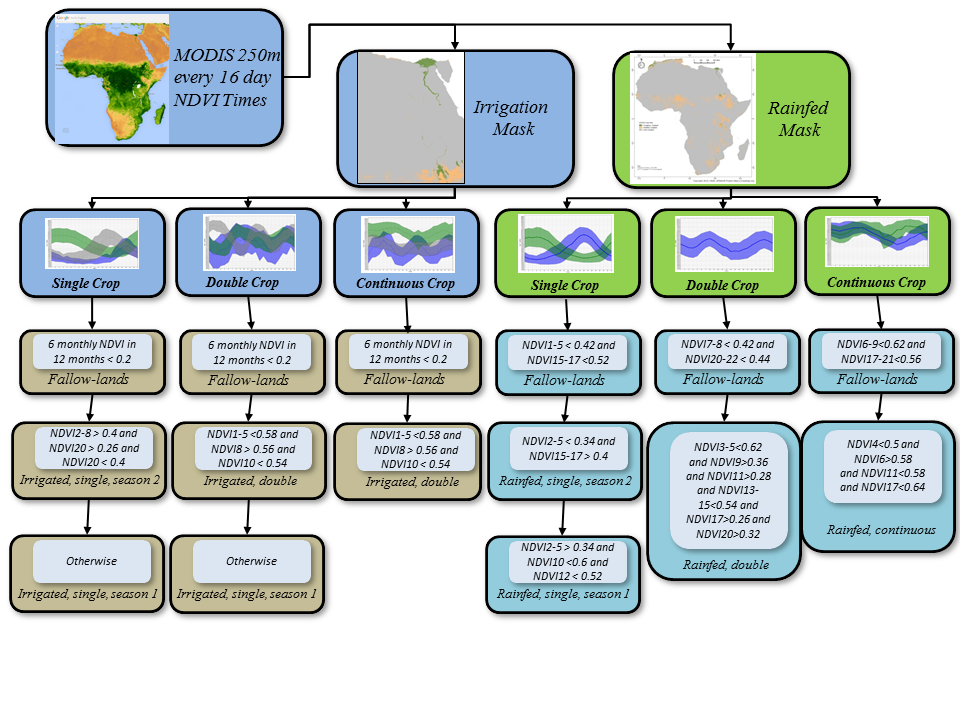 MODIS 250m
every 16 day
NDVI Times
Irrigation
Mask
Rainfed
Mask
Single Crop
Double Crop
Continuous Crop
Single Crop
Double Crop
Continuous Crop
6 monthly NDVI in
12 months < 0.2
Fallow-lands
6 monthly NDVI in
12 months < 0.2
Fallow-lands
6 monthly NDVI in
12 months < 0.2
Fallow-lands
NDVI1-5 < 0.42 and
NDVI15-17 <0.52
Fallow-lands
NDVI7-8 < 0.42 and
NDVI20-22 < 0.44
Fallow-lands
NDVI6-9<0.62 and
NDVI17-21<0.56
Fallow-lands
NDVI2-8 > 0.4 and
NDVI20 > 0.26 and
NDVI20 < 0.4
Irrigated, single, season 2
NDVI1-5 <0.58 and
NDVI8 > 0.56 and
NDVI10 < 0.54
Irrigated, double
NDVI1-5 <0.58 and
NDVI8 > 0.56 and
NDVI10 < 0.54
Irrigated, double
NDVI2-5 < 0.34 and
NDVI15-17 > 0.4
Rainfed, single, season 2
NDVI3-5<0.62
and NDVI9>0.36
and NDVI11>0.28
and NDVI13-
15<0.54 and
NDVI17>0.26 and
NDVI20>0.32
Rainfed, double
NDVI4<0.5 and
NDVI6>0.58
and NDVI11<0.58
and NDVI17<0.64
Rainfed, continuous
Otherwise
Irrigated, single, season 1
Otherwise
Irrigated, single, season 1
NDVI2-5 > 0.34 and
NDVI10 <0.6 and
NDVI12 < 0.52
Rainfed, single, season 1